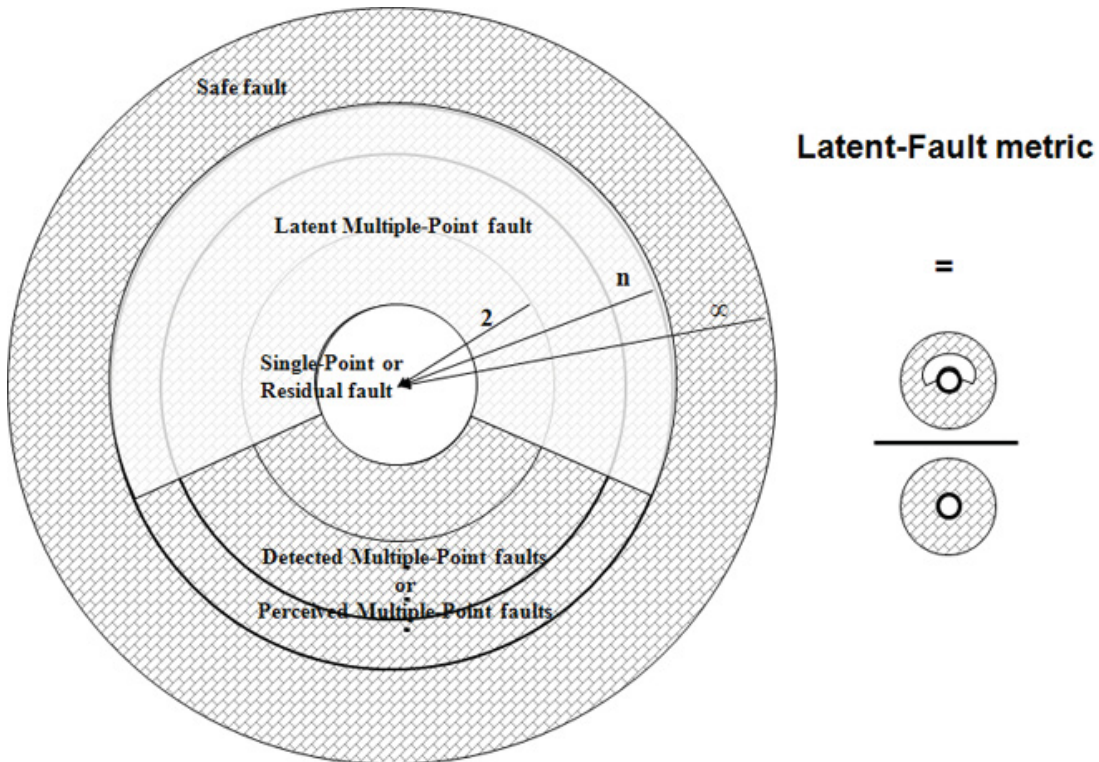 Safe fault
Latent-Fault metric
Latent Multiple-Point fault
=
n
∞
2
Single-Point or
Residual fault
Detected Multiple-Point faults
or
Perceived Multiple-Point faults